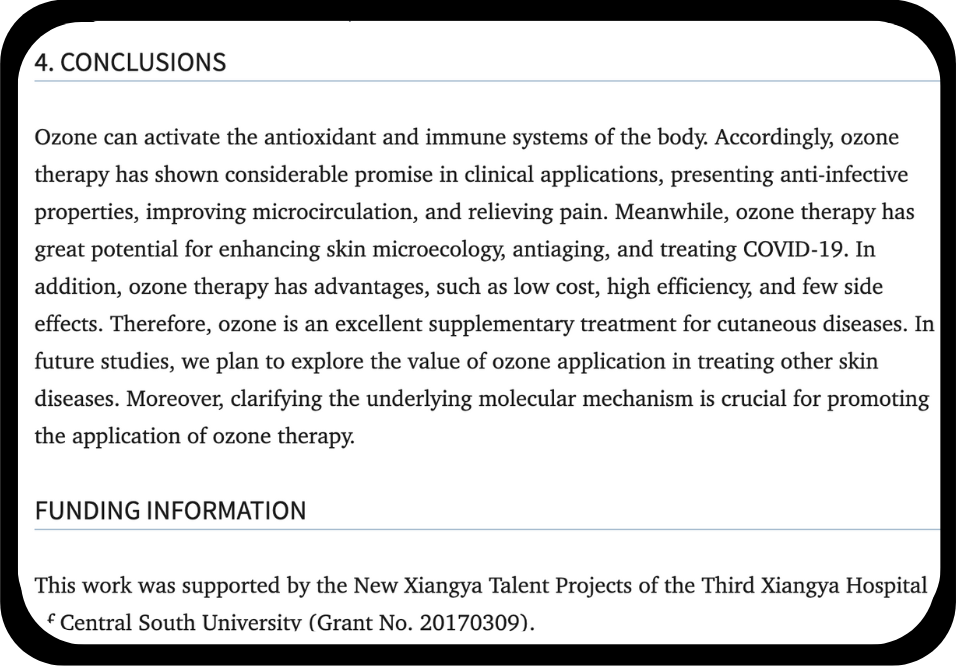 4. CONCLUSIONS
Ozone can activate the antioxidant and immune systems of the body. Accordingly, ozone
therapy has shown considerable promise in clinical applications, presenting anti-infective
properties, improving microcirculation, and relieving pain. Meanwhile, ozone therapy has
great potential for enhancing skin microecology, antiaging, and treating COVID-19. In
addition, ozone therapy has advantages, such as low cost, high efficiency, and few side
effects. Therefore, ozone is an excellent supplementary treatment for cutaneous diseases. In
future studies, we plan to explore the value of ozone application in treating other skin
diseases. Moreover, clarifying the underlying molecular mechanism is crucial for promoting
the application of ozone therapy.
FUNDING INFORMATION
This work was supported by the New Xiangya Talent Projects of the Third Xiangya Hospital
f Central South University (Grant No. 20170309).